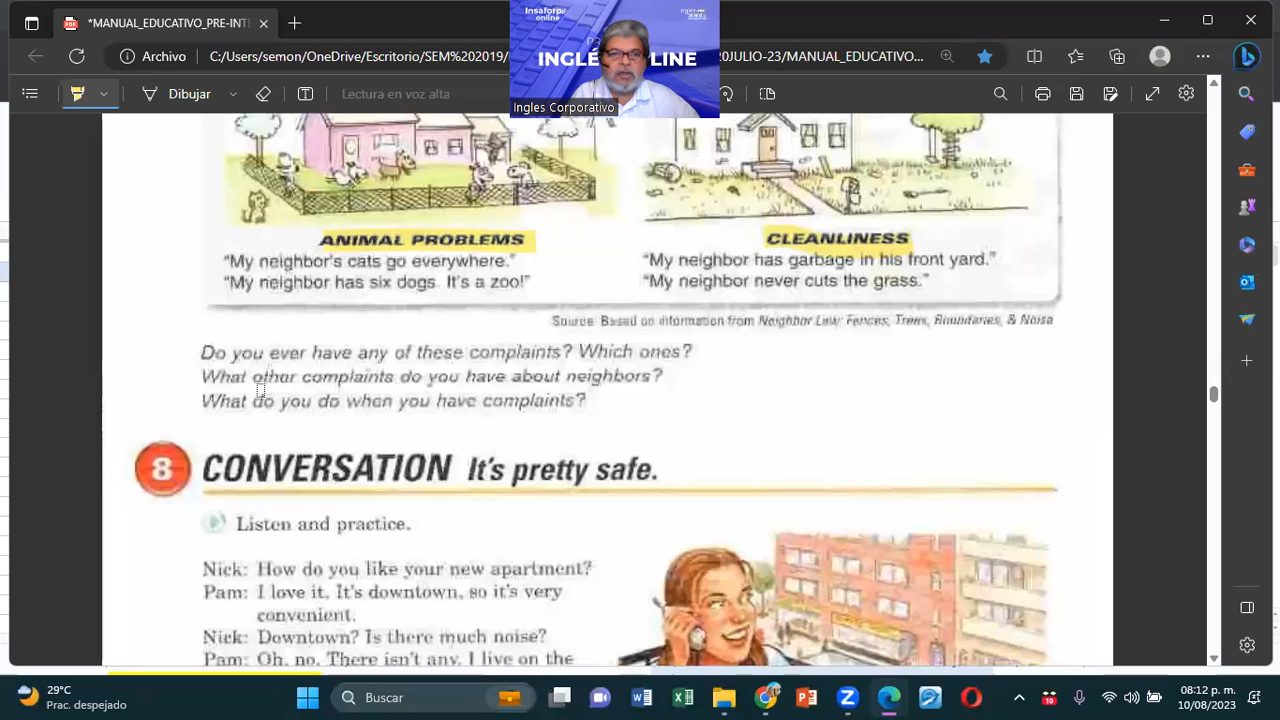 *MANUAL_EDUCATIVO_PRE-INTE
Archivo
C:/Users/semon/OneDrive/Escritorio/SEM%202019/
20JULIO-23/MANUAL_EDUCATIVO...
Dibujar
Lectura en voz alta
Insaforp
online
INGLÉ
LINE
Ingles Corporativo
ANIMAL PROBLEMS
"My neighbor's cats go everywhere."
"My neighbor has six dogs. It's a zoo!"
CLEANLINESS
"My neighbor has garbage in his front yard."
"My neighbor never cuts the grass."
Source: Based on information from Neighbor Law: Fences, Trees, Boundaries, & Noise
Do you ever have any of these complaints? Which ones?
What other complaints do you have about neighbors?
What do you do when you have complaints?
8 CONVERSATION It's pretty safe.
Listen and practice.
Nick: How do you like your new apartment?
Pam: I love it. It's downtown, so it's very
convenient.
Nick: Downtown? Is there much noise?
Pam: Oh, no. There isn't any. I live on the
29°C
Prac. despejado
Buscar
08:12 p. m.
10/08/2023